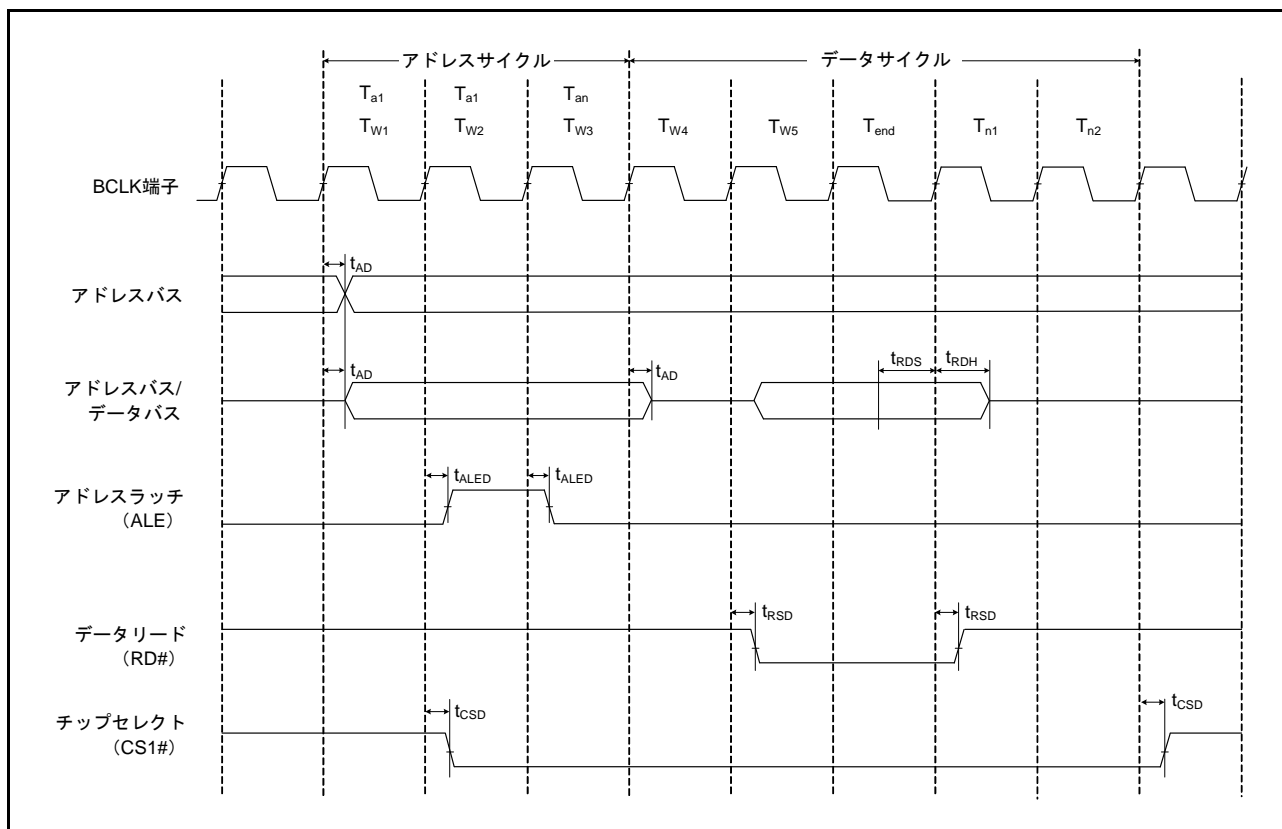 アドレスサイクル データサイクル
Ta1 Ta1 Tan
TW1 TW2 TW3 TW4 TW5 Tend Tn1 Tn2
BCLK端子
tAD
アドレスバス
tAD tAD tRDS tRDH
アドレスバス/
データバス
tALED tALED
アドレスラッチ
（ALE）
tRSD tRSD
データリード
（RD#）
tCSD tCSD
チップセレクト
（CS1#）